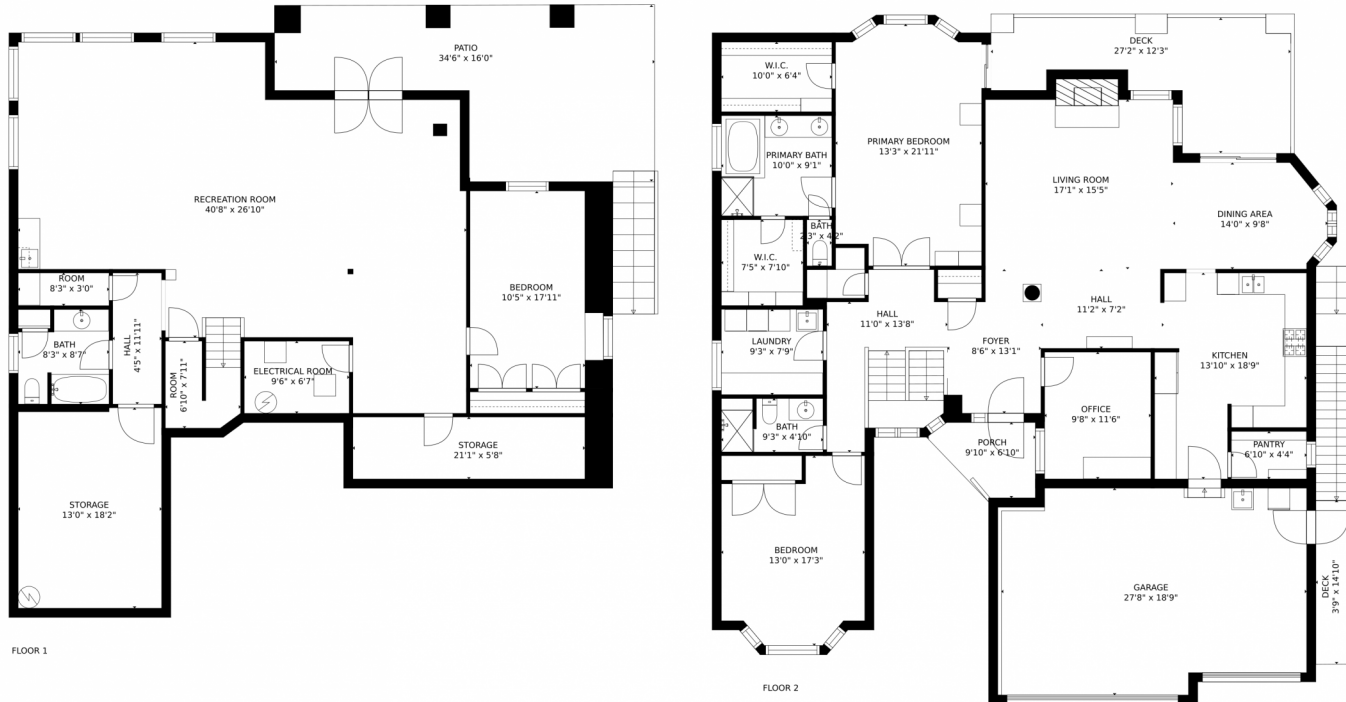 PATIO
34'6" x 16'0"
RECREATION ROOM
40'8" x 26'10"
ROOM
8'3" x 3'0"
BATH
8'3" x 8'7"
HALL
4'5" x 11'11"
ROOM
6'10" x 7'11"
ELECTRICAL ROOM
9'6" x 6'7"
BEDROOM
10'5" x 17'11"
STORAGE
21'1" x 5'8"
STORAGE
13'0" x 18'2"
FLOOR 1
DECK
27'2" x 12'3"
W.I.C.
10'0" x 6'4"
PRIMARY BEDROOM
13'3" x 21'11"
PRIMARY BATH
10'0" x 9'1"
LIVING ROOM
17'1" x 15'5"
DINING AREA
14'0" x 9'8"
BATH
2'3" x 4'2"
W.I.C.
7'5" x 7'10"
HALL
11'0" x 13'8"
HALL
11'2" x 7'2"
LAUNDRY
9'3" x 7'9"
FOYER
8'6" x 13'1"
KITCHEN
13'10" x 18'9"
OFFICE
9'8" x 11'6"
BATH
9'3" x 4'10"
PORCH
9'10" x 6'10"
PANTRY
6'10" x 4'4"
BEDROOM
13'0" x 17'3"
GARAGE
27'8" x 18'9"
DECK
3'9" x 14'10"
FLOOR 2